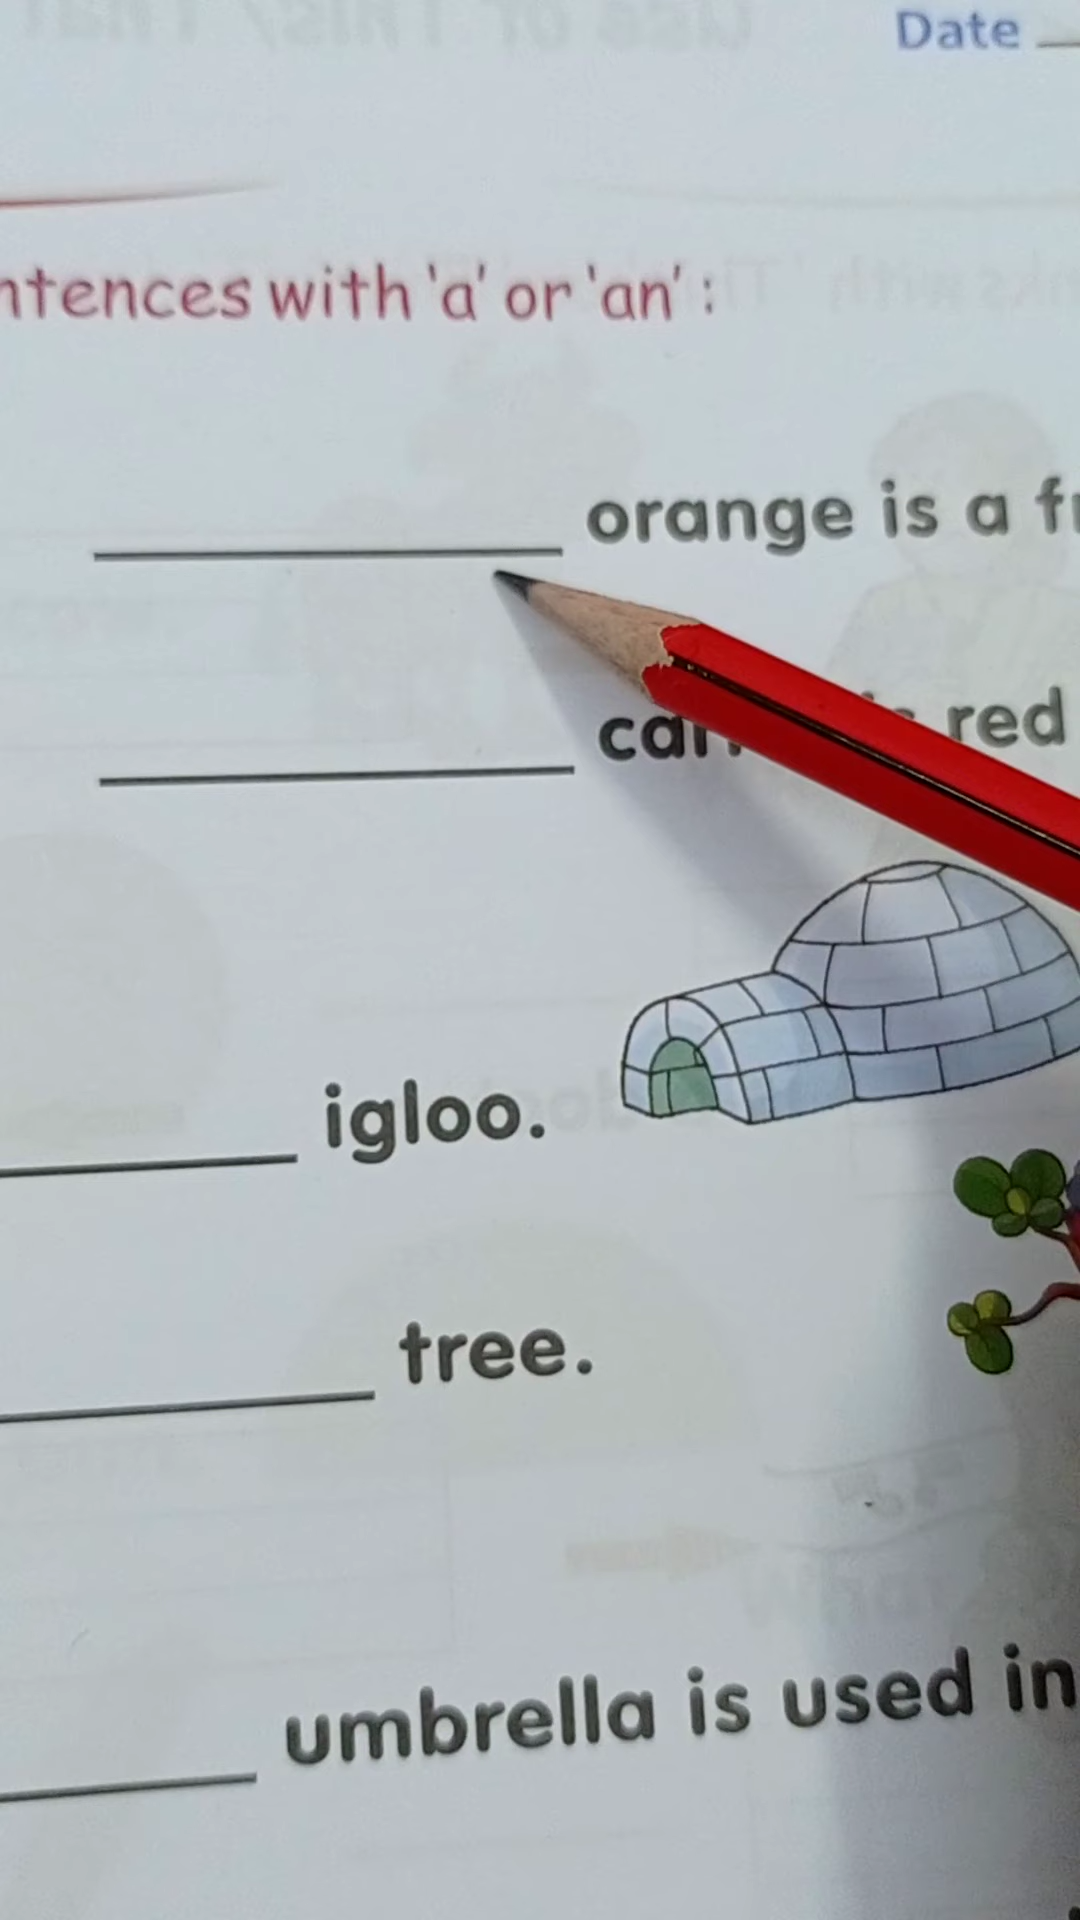 Date
ntences with 'a' or 'an' :
orange is a
red
igloo.
tree.
umbrella is used in